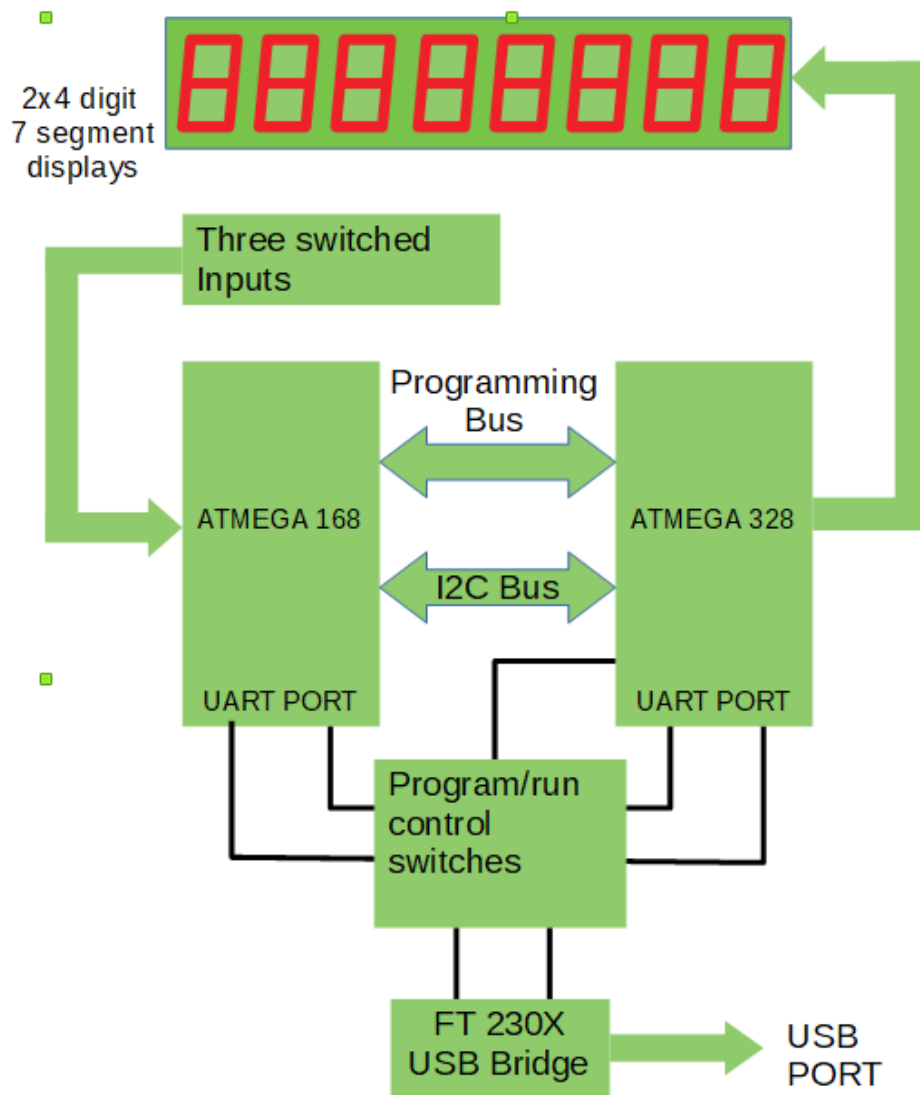 2x4 digit
7 segment
displays
Three switched
Inputs
Programming
Bus
ATMEGA 168
ATMEGA 328
I2C Bus
UART PORT
UART PORT
Program/run
control
switches
FT 230X
USB Bridge
USB
PORT